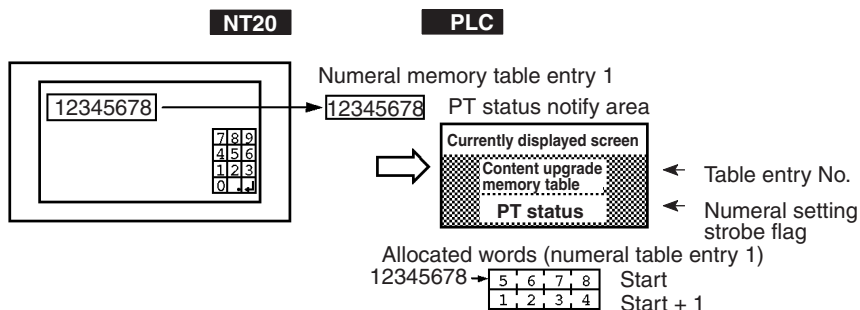 NT20 PLC
Numeral memory table entry 1
12345678 12345678 PT status notify area
Currently displayed screen
7 8 9
4 5 6
1 2 3
0 . ↵
Content upgrade
memory table
Table entry No.
PT status
Numeral setting
strobe flag
Allocated words (numeral table entry 1)
12345678 5 6 7 8 Start
1 2 3 4 Start + 1